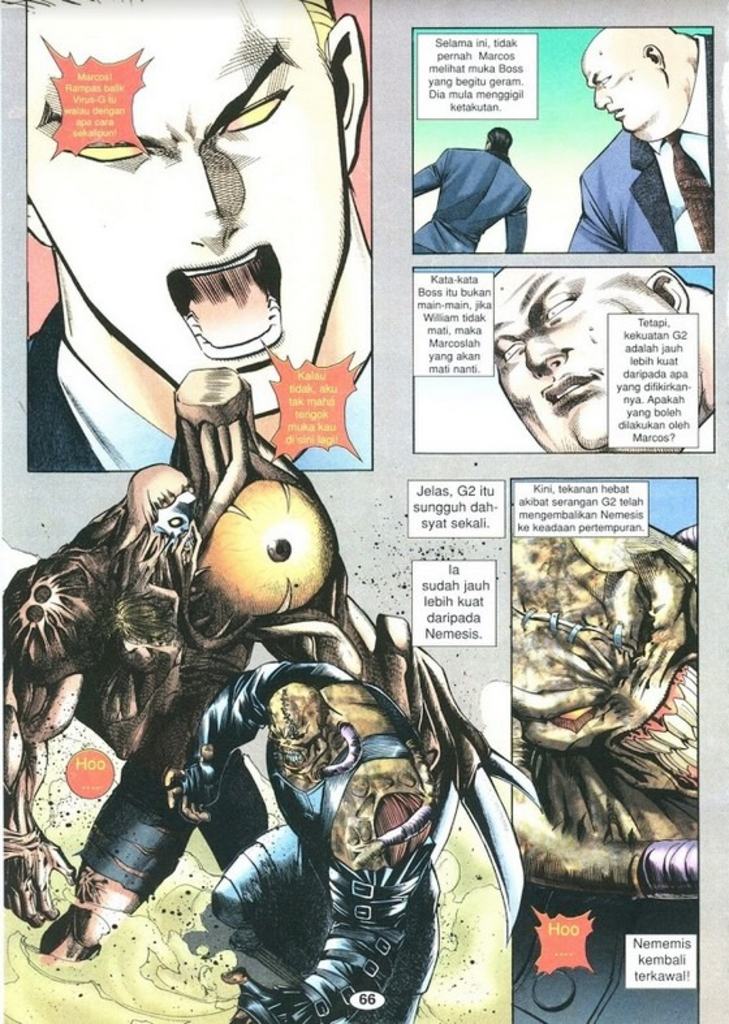 Marcos!
Rampas balik
Virus-G itu
walau dengan
apa cara
sekalipun!
Kalau
tidak, aku
tak mahu
tengok
muka kau
di sini lagi!
Selama ini, tidak
pernah Marcos
melihat muka Boss
yang begitu geram.
Dia mula menggigil
ketakutan.
Kata-kata
Boss itu bukan
main-main, jika
William tidak
mati, maka
Marcoslah
yang akan
mati nanti.
Tetapi,
kekuatan G2
adalah jauh
lebih kuat
daripada apa
yang difikirkan-
nya. Apakah
yang boleh
dilakukan oleh
Marcos?
Jelas, G2 itu
sungguh dah-
syat sekali.
Ia
sudah jauh
lebih kuat
daripada
Nemesis.
Kini, tekanan hebat
akibat serangan G2 telah
mengembalikan Nemesis
ke keadaan pertempuran.
Hoo
....
Hoo
....
Nememis
kembali
terkawal!
66